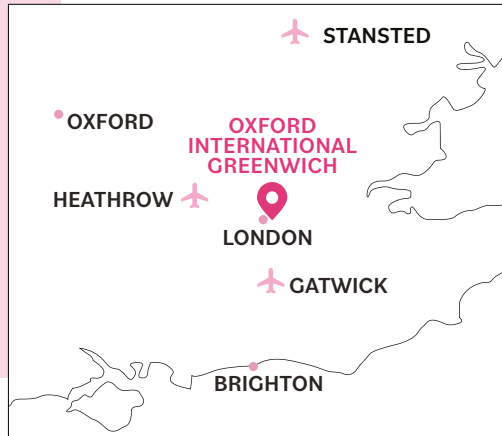 STANSTED
OXFORD
OXFORD
INTERNATIONAL
GREENWICH
HEATHROW
LONDON
GATWICK
BRIGHTON